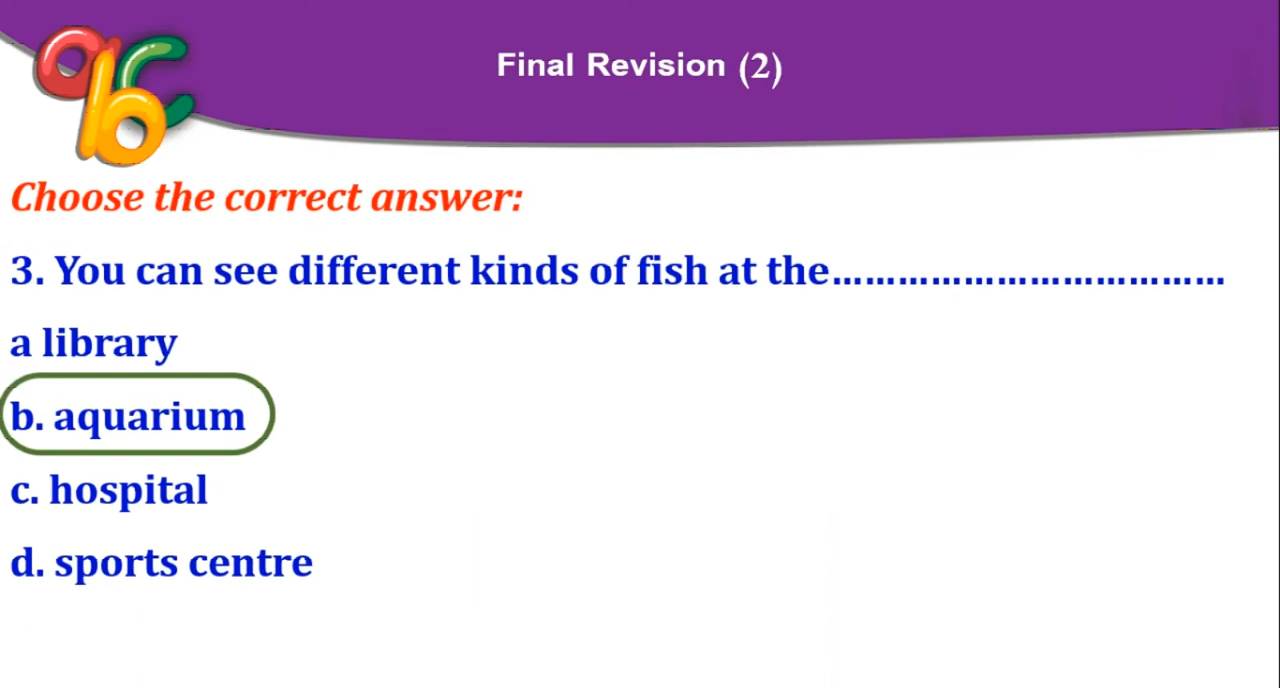 abc
Final Revision (2)
Choose the correct answer:
3. You can see different kinds of fish at the.......................................
a library
b. aquarium
c. hospital
d. sports centre